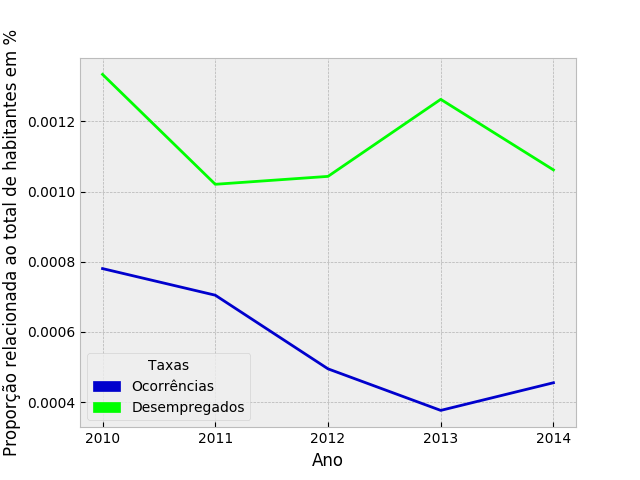 Proporção relacionada ao total de habitantes em %
0.0012
0.0010
0.0008
0.0006
0.0004
Taxas
Ocorrências
Desempregados
2010 2011 2012 2013 2014
Ano